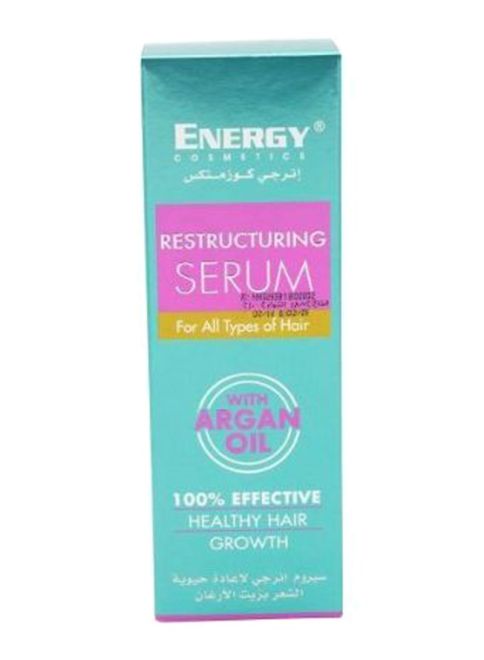 ENERGY®
COSMETICS
إنرجي كوزمتكس
RESTRUCTURING
SERUM
For All Types of Hair
WITH
ARGAN
OIL
100% EFFECTIVE
HEALTHY HAIR
GROWTH
سيروم إنرجي لاعادة حيوية
الشعر بزيت الارغان